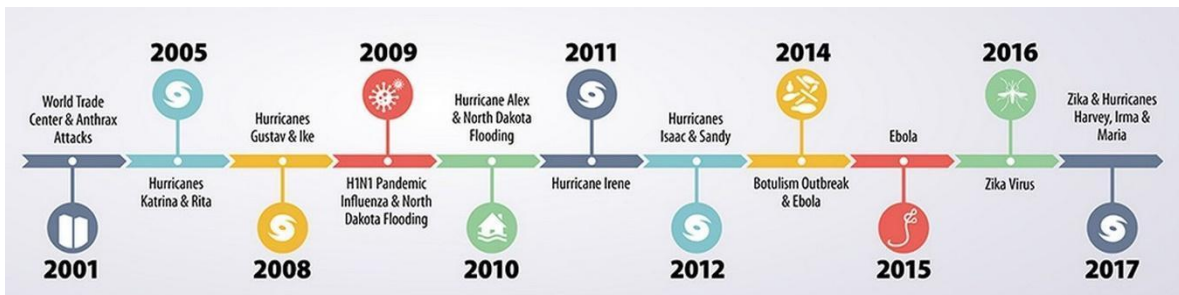 2001
World Trade
Center & Anthrax
Attacks
2005
Hurricanes
Katrina & Rita
Hurricanes
Gustav & Ike
2008
2009
H1N1 Pandemic
Influenza & North
Dakota Flooding
Hurricane Alex
& North Dakota
Flooding
2010
2011
Hurricane Irene
Hurricanes
Isaac & Sandy
2012
2014
Botulism Outbreak
& Ebola
Ebola
2015
2016
Zika Virus
Zika & Hurricanes
Harvey, Irma &
Maria
2017